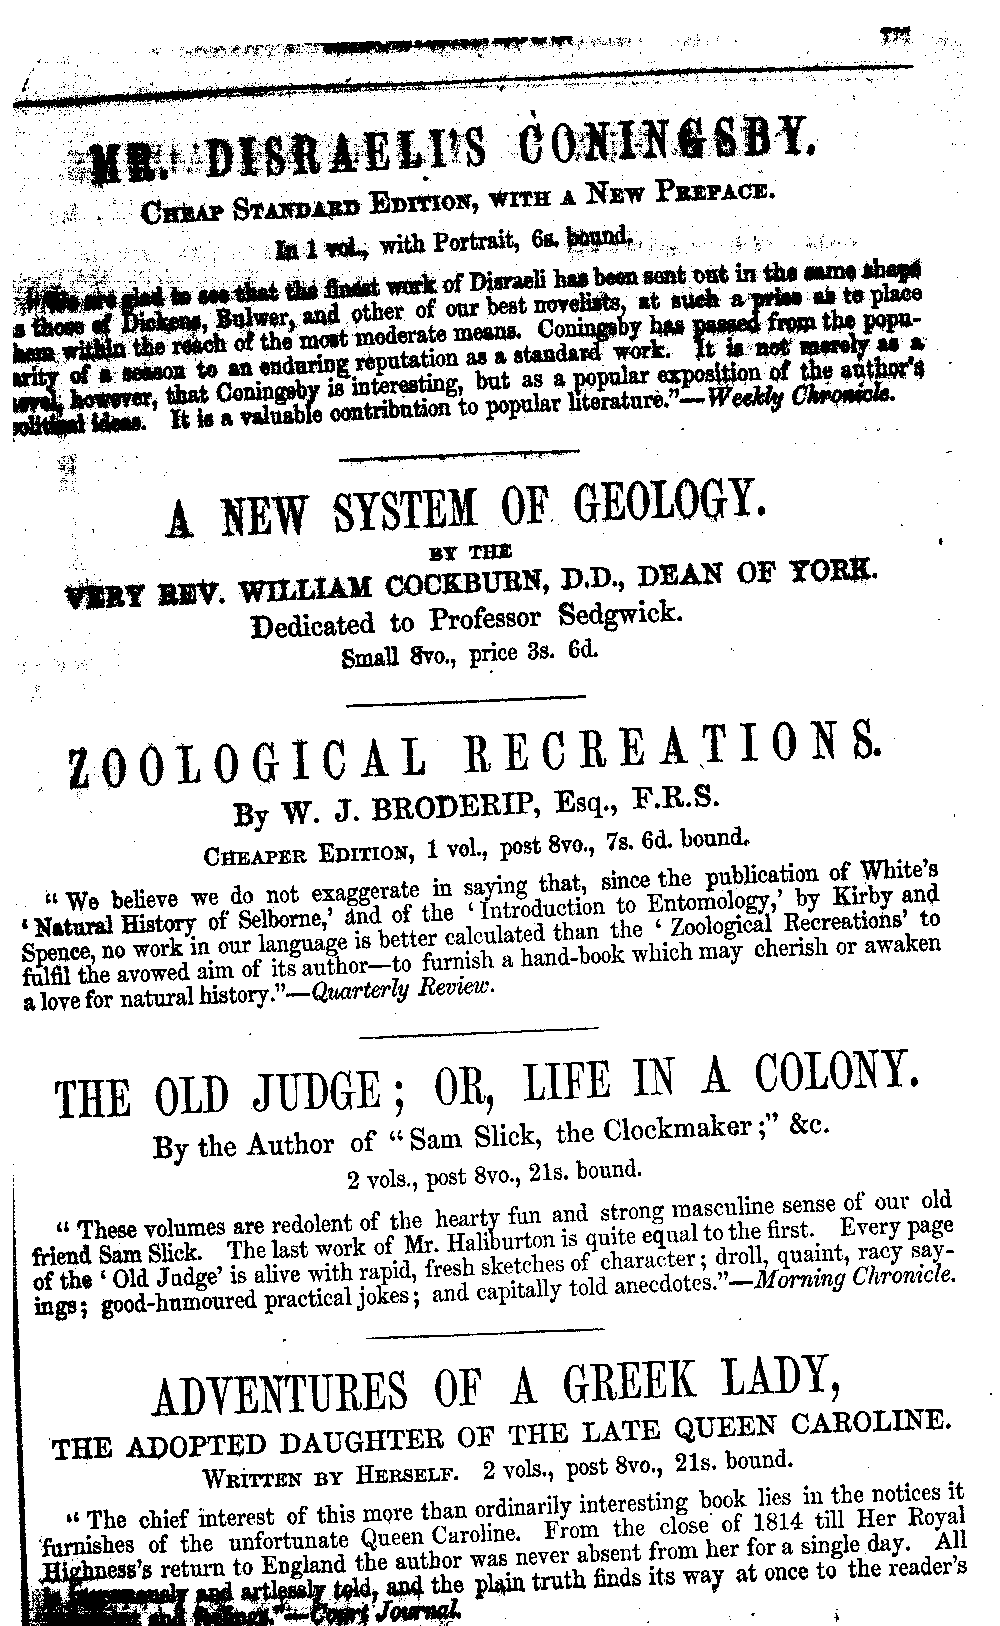 MR. DISRAELI'S CONINGSBY.
CHEAP STANDARD EDITION, WITH A NEW PREFACE.
In 1 vol., with Portrait, 6s. bound.
are glad to see that the finest work of Disraeli has been sent out in the same shape
s those of Dickens, Bulwer, and other of our best novelists, at such a price as to place
hem within the reach of the most moderate means. Coningsby has passed from the popu-
arity of a season to an enduring reputation as a standard work. It is not merely as a
however, that Coningsby is interesting, but as a popular exposition of the author's
ideas. It is a valuable contribution to popular literature."—Weekly Chronicle.
A NEW SYSTEM OF GEOLOGY.
BY THE
VERY REV. WILLIAM COCKBURN, D.D., DEAN OF YORK.
Dedicated to Professor Sedgwick.
Small 8vo., price 3s. 6d.
ZOOLOGICAL RECREATIONS.
By W. J. BRODERIP, Esq., F.R.S.
CHEAPER EDITION, 1 vol., post 8vo., 7s. 6d. bound.
"We believe we do not exaggerate in saying that, since the publication of White's
'Natural History of Selborne,' and of the 'Introduction to Entomology,' by Kirby and
Spence, no work in our language is better calculated than the 'Zoological Recreations' to
fulfil the avowed aim of its author—to furnish a hand-book which may cherish or awaken
a love for natural history."—Quarterly Review.
THE OLD JUDGE; OR, LIFE IN A COLONY.
By the Author of "Sam Slick, the Clockmaker;" &c.
2 vols., post 8vo., 21s. bound.
"These volumes are redolent of the hearty fun and strong masculine sense of our old
friend Sam Slick. The last work of Mr. Haliburton is quite equal to the first. Every page
of the 'Old Judge' is alive with rapid, fresh sketches of character; droll, quaint, racy say-
ings; good-humoured practical jokes; and capitally told anecdotes."—Morning Chronicle.
ADVENTURES OF A GREEK LADY,
THE ADOPTED DAUGHTER OF THE LATE QUEEN CAROLINE.
WRITTEN BY HERSELF. 2 vols., post 8vo., 21s. bound.
"The chief interest of this more than ordinarily interesting book lies in the notices it
furnishes of the unfortunate Queen Caroline. From the close of 1814 till Her Royal
Highness's return to England the author was never absent from her for a single day. All
and artlessly told, and the plain truth finds its way at once to the reader's
and feelings."—Court Journal.